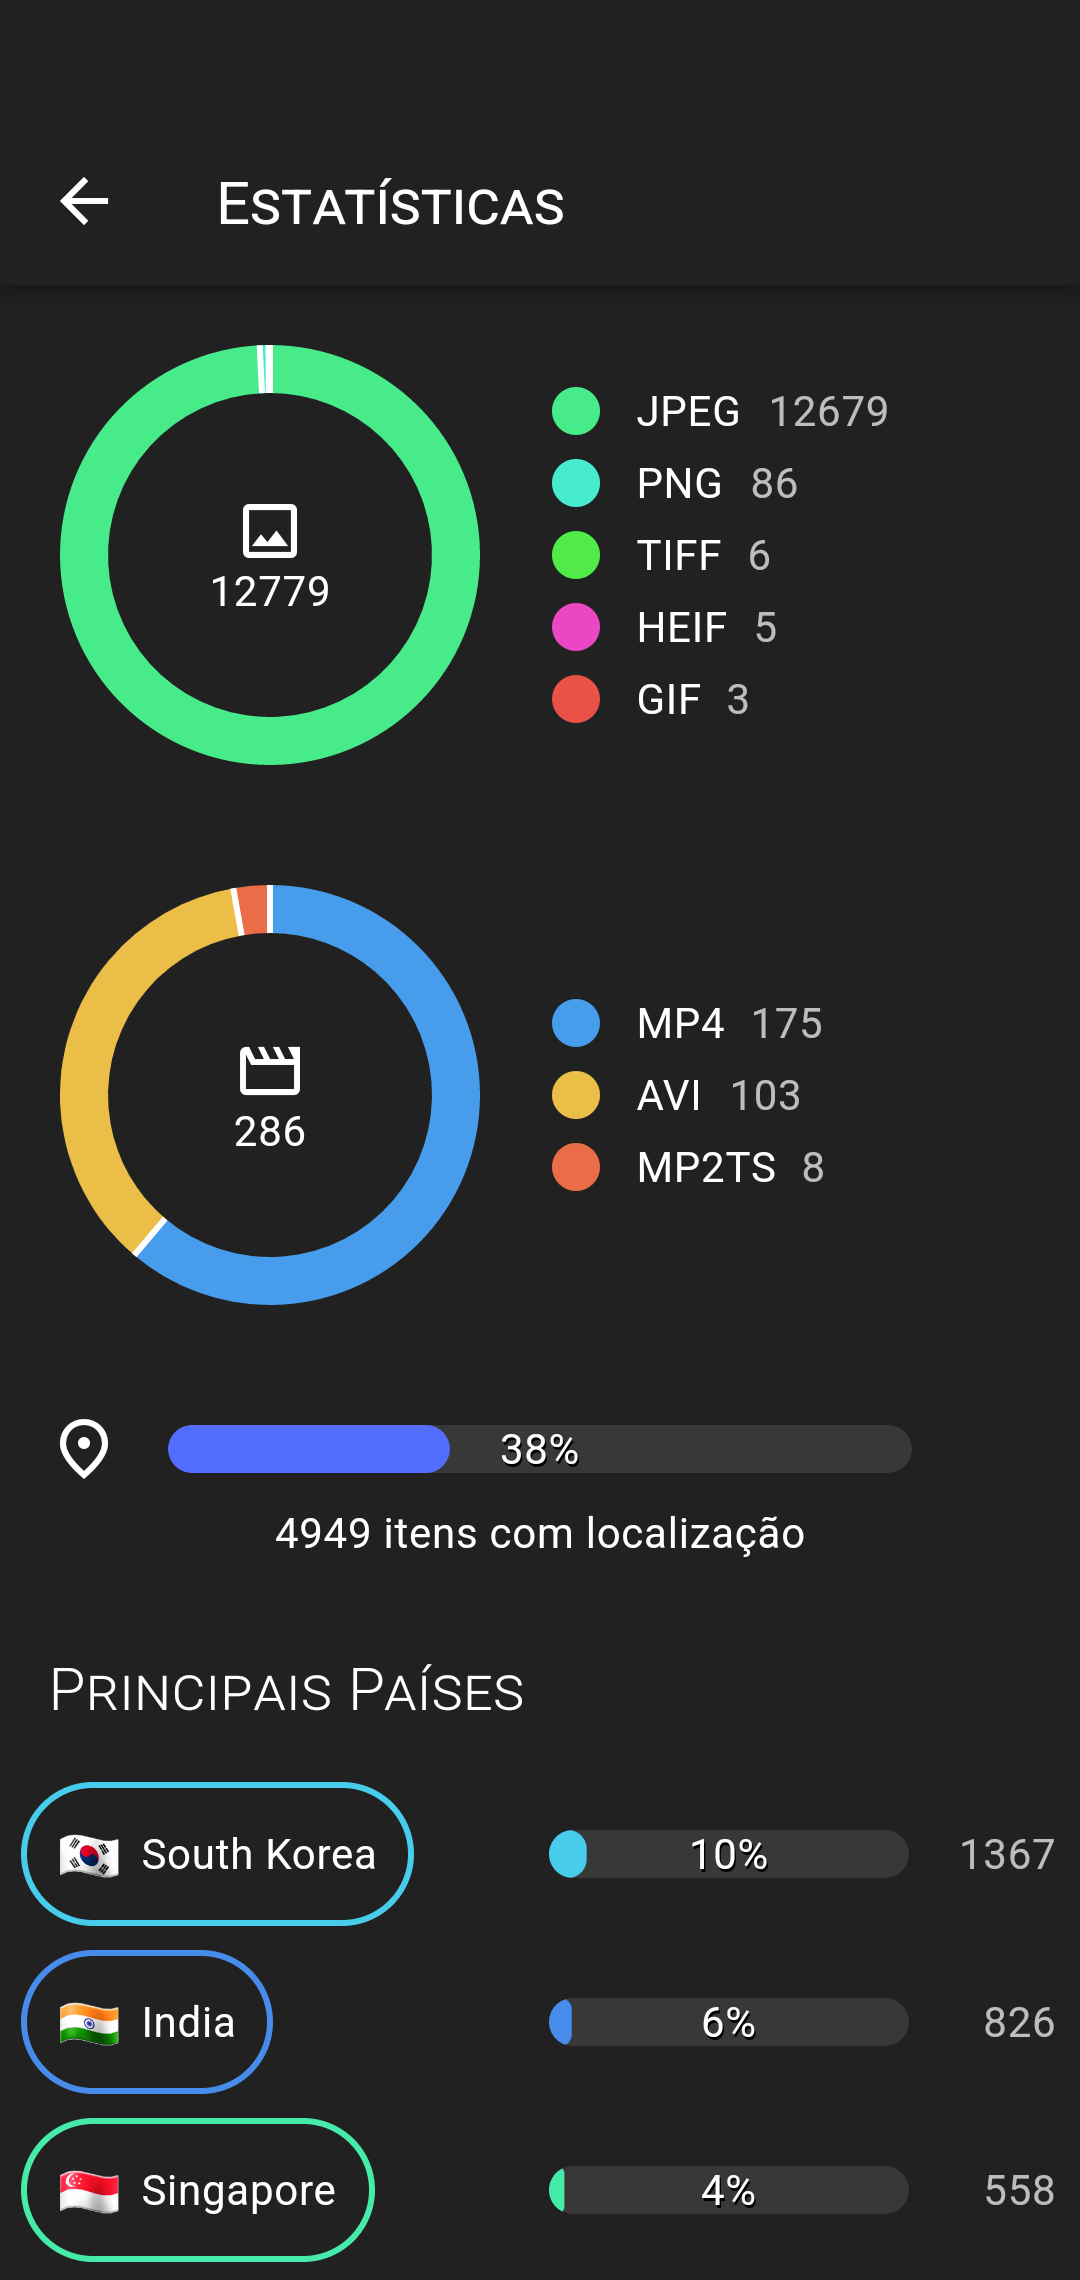 Estatísticas
12779
JPEG 12679
PNG 86
TIFF 6
HEIF 5
GIF 3
286
MP4 175
AVI 103
MP2TS 8
38%
4949 itens com localização
Principais Países
South Korea 10% 1367
India 6% 826
Singapore 4% 558